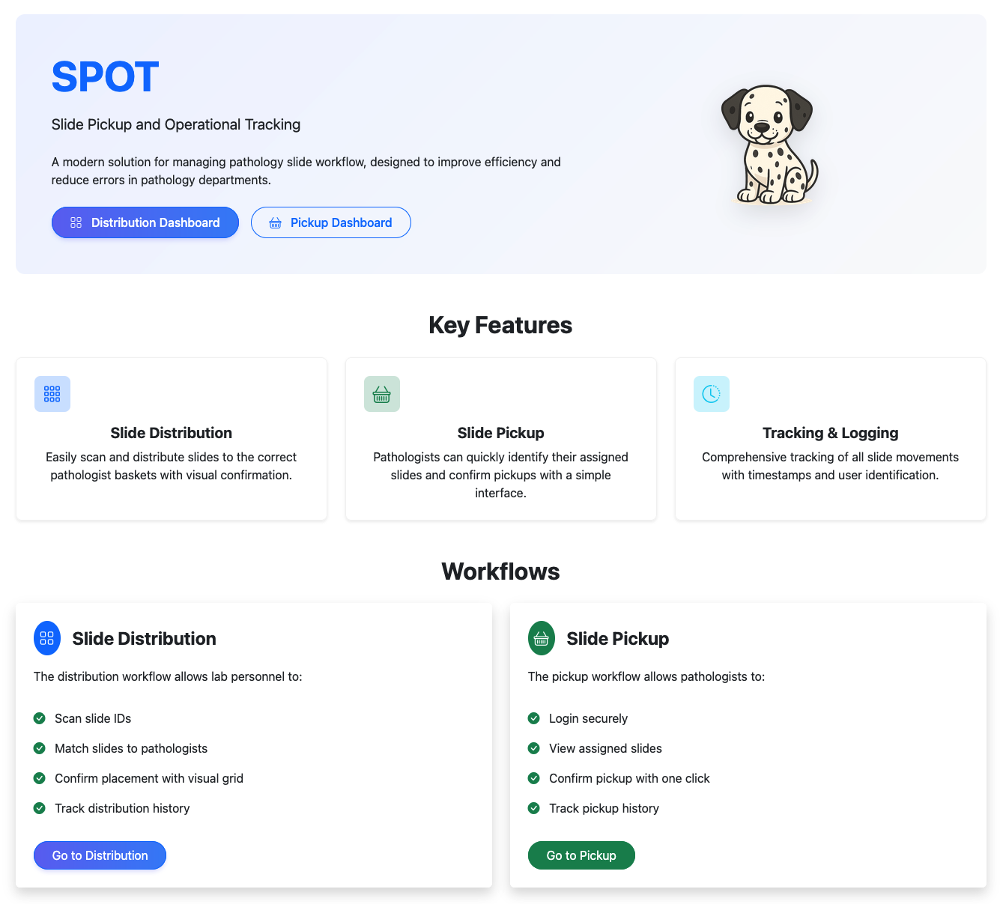 SPOT
Slide Pickup and Operational Tracking
A modern solution for managing pathology slide workflow, designed to improve efficiency and
reduce errors in pathology departments.
Distribution Dashboard
Pickup Dashboard
Key Features
Slide Distribution
Easily scan and distribute slides to the correct
pathologist baskets with visual confirmation.
Slide Pickup
Pathologists can quickly identify their assigned
slides and confirm pickups with a simple
interface.
Tracking & Logging
Comprehensive tracking of all slide movements
with timestamps and user identification.
Workflows
Slide Distribution
The distribution workflow allows lab personnel to:
Scan slide IDs
Match slides to pathologists
Confirm placement with visual grid
Track distribution history
Go to Distribution
Slide Pickup
The pickup workflow allows pathologists to:
Login securely
View assigned slides
Confirm pickup with one click
Track pickup history
Go to Pickup